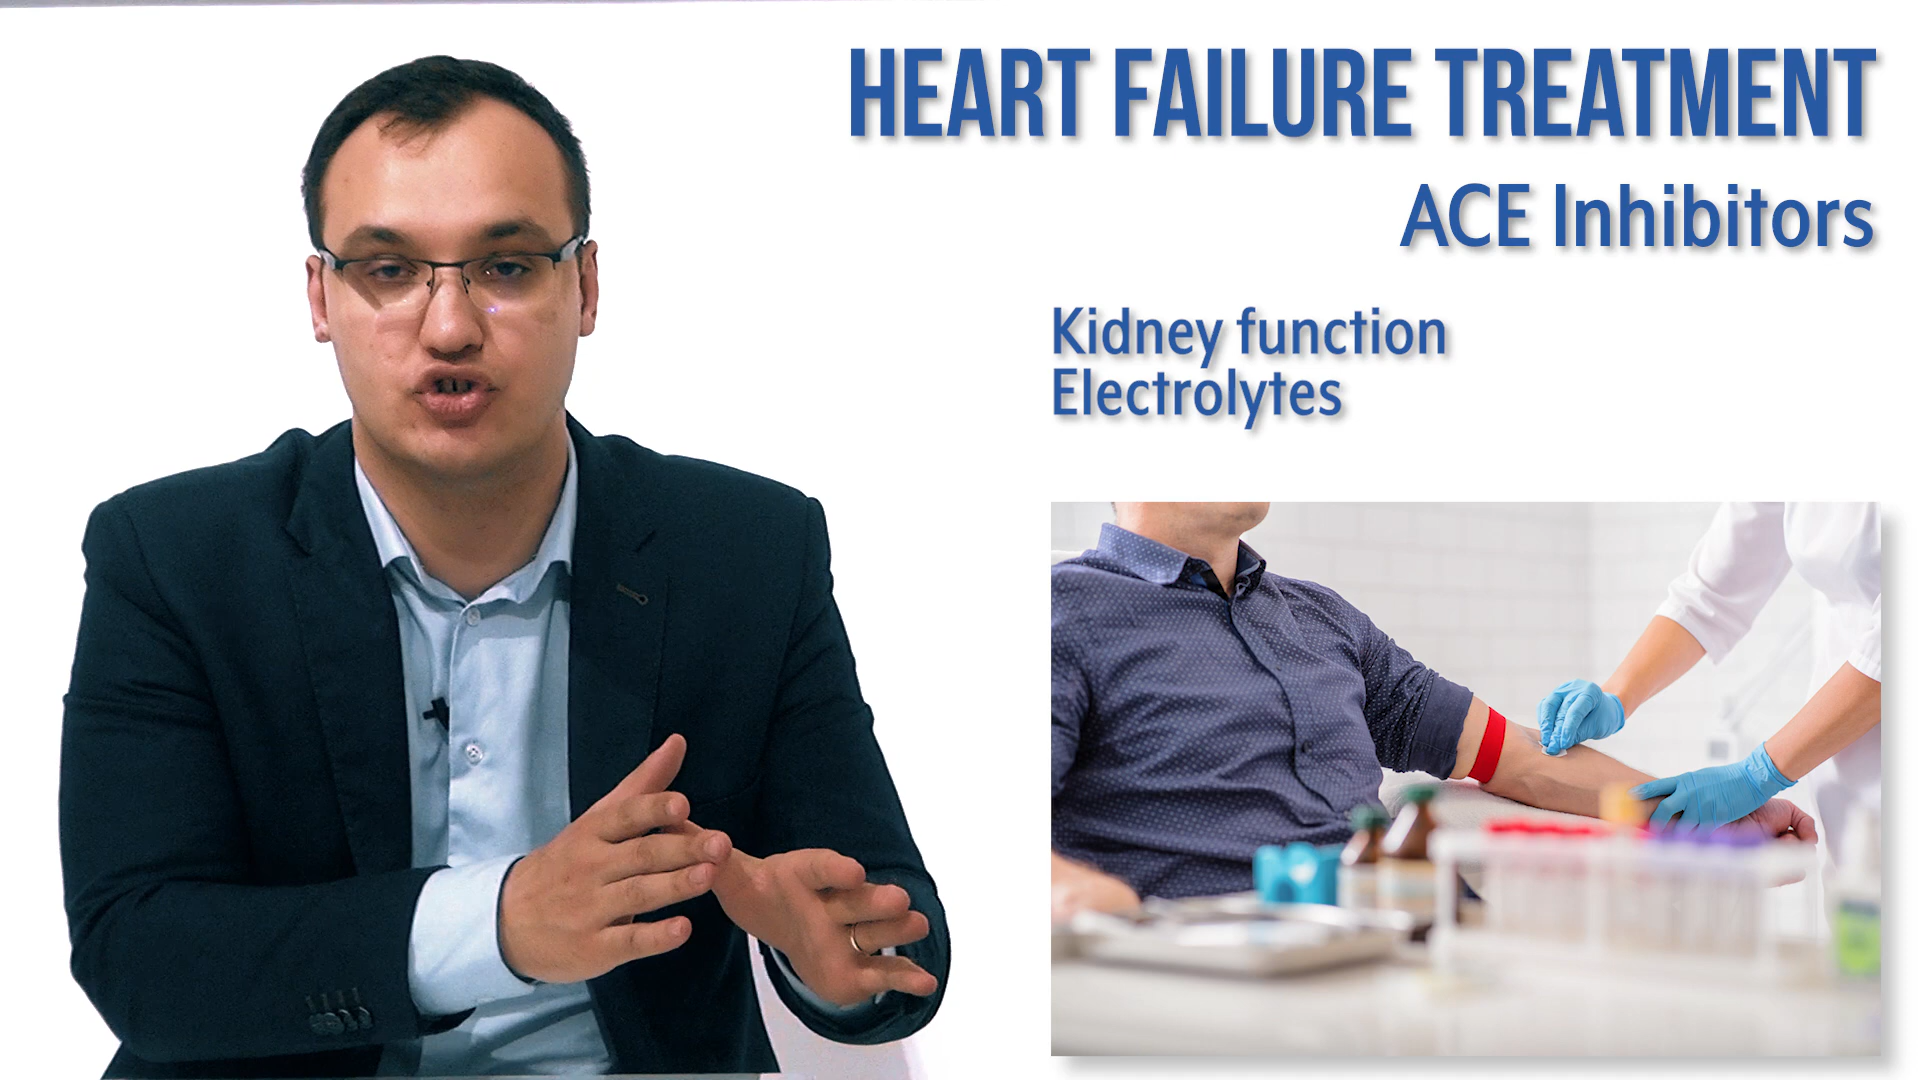 HEART FAILURE TREATMENT
ACE Inhibitors
Kidney function
Electrolytes